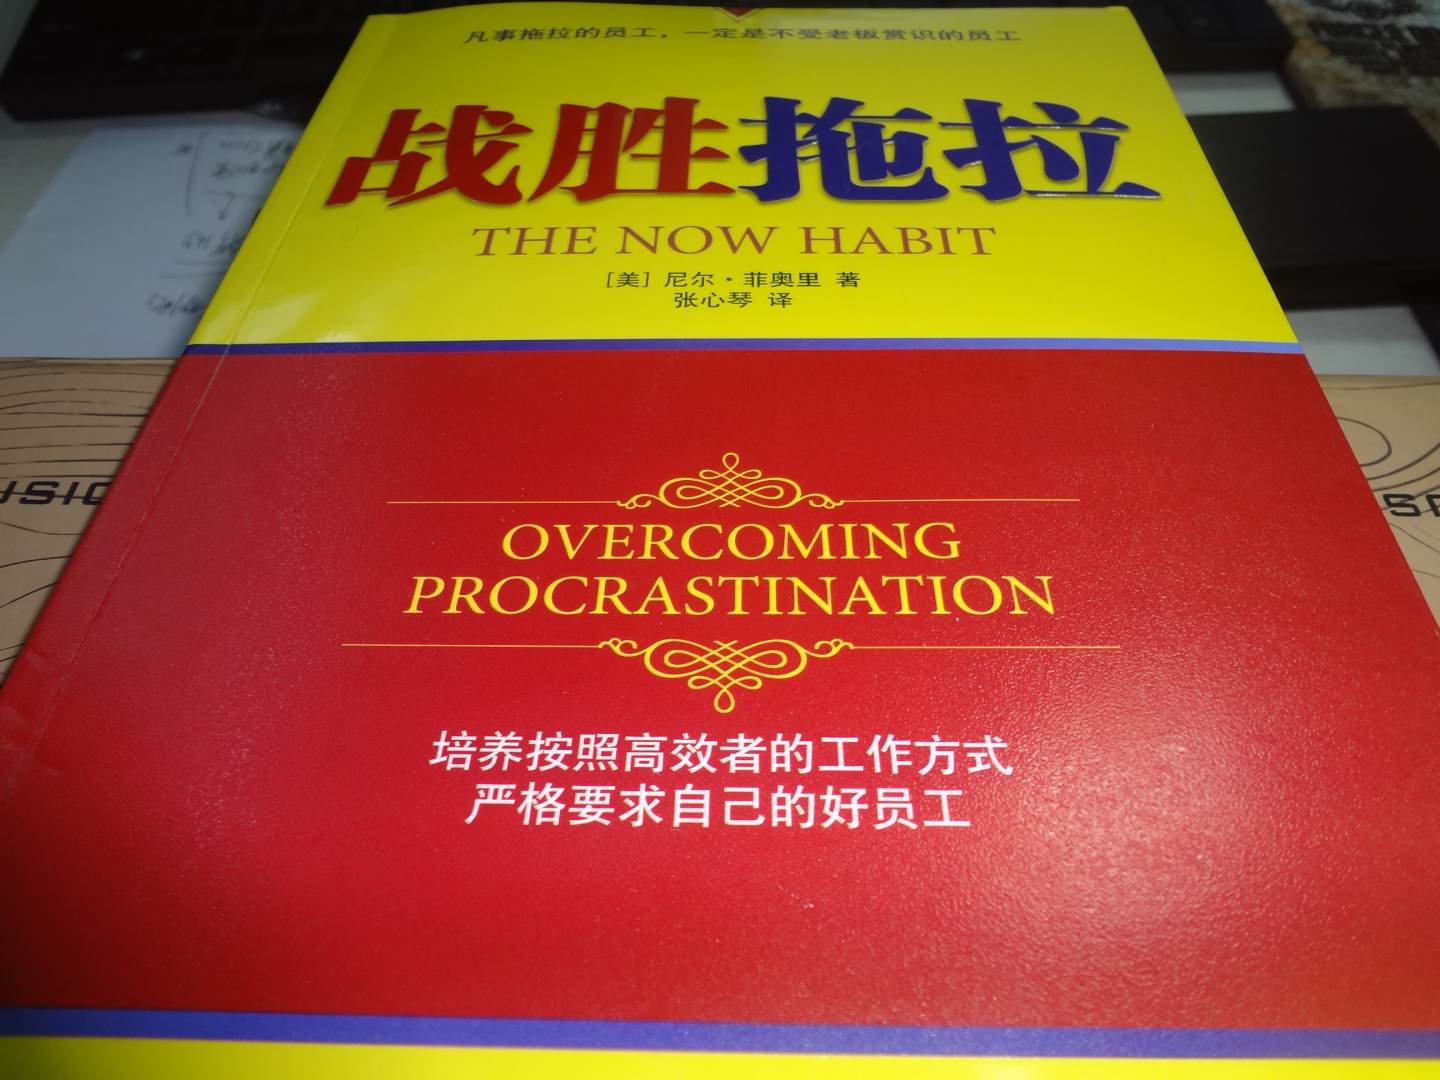 凡事拖拉的员工，一定是不受老板赏识的员工
战胜拖拉
THE NOW HABIT
[美] 尼尔·菲奥里 著
张心琴 译
OVERCOMING
PROCRASTINATION
培养按照高效者的工作方式
严格要求自己的好员工